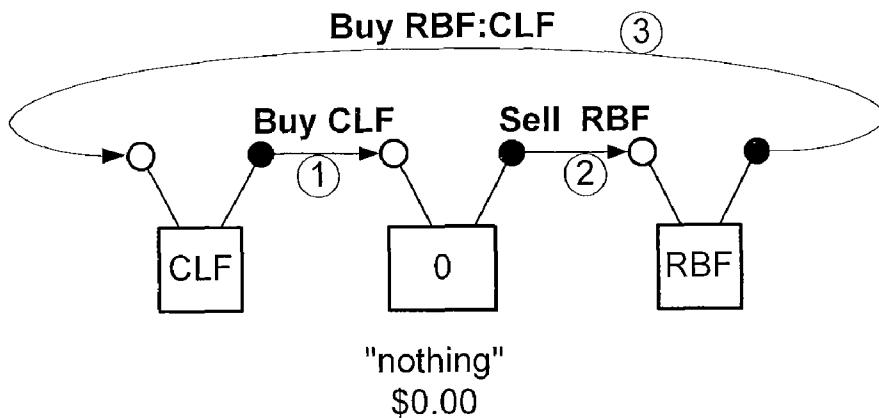 Buy RBF:CLF 3
Buy CLF Sell RBF
1 2
CLF 0 RBF
"nothing"
$0.00